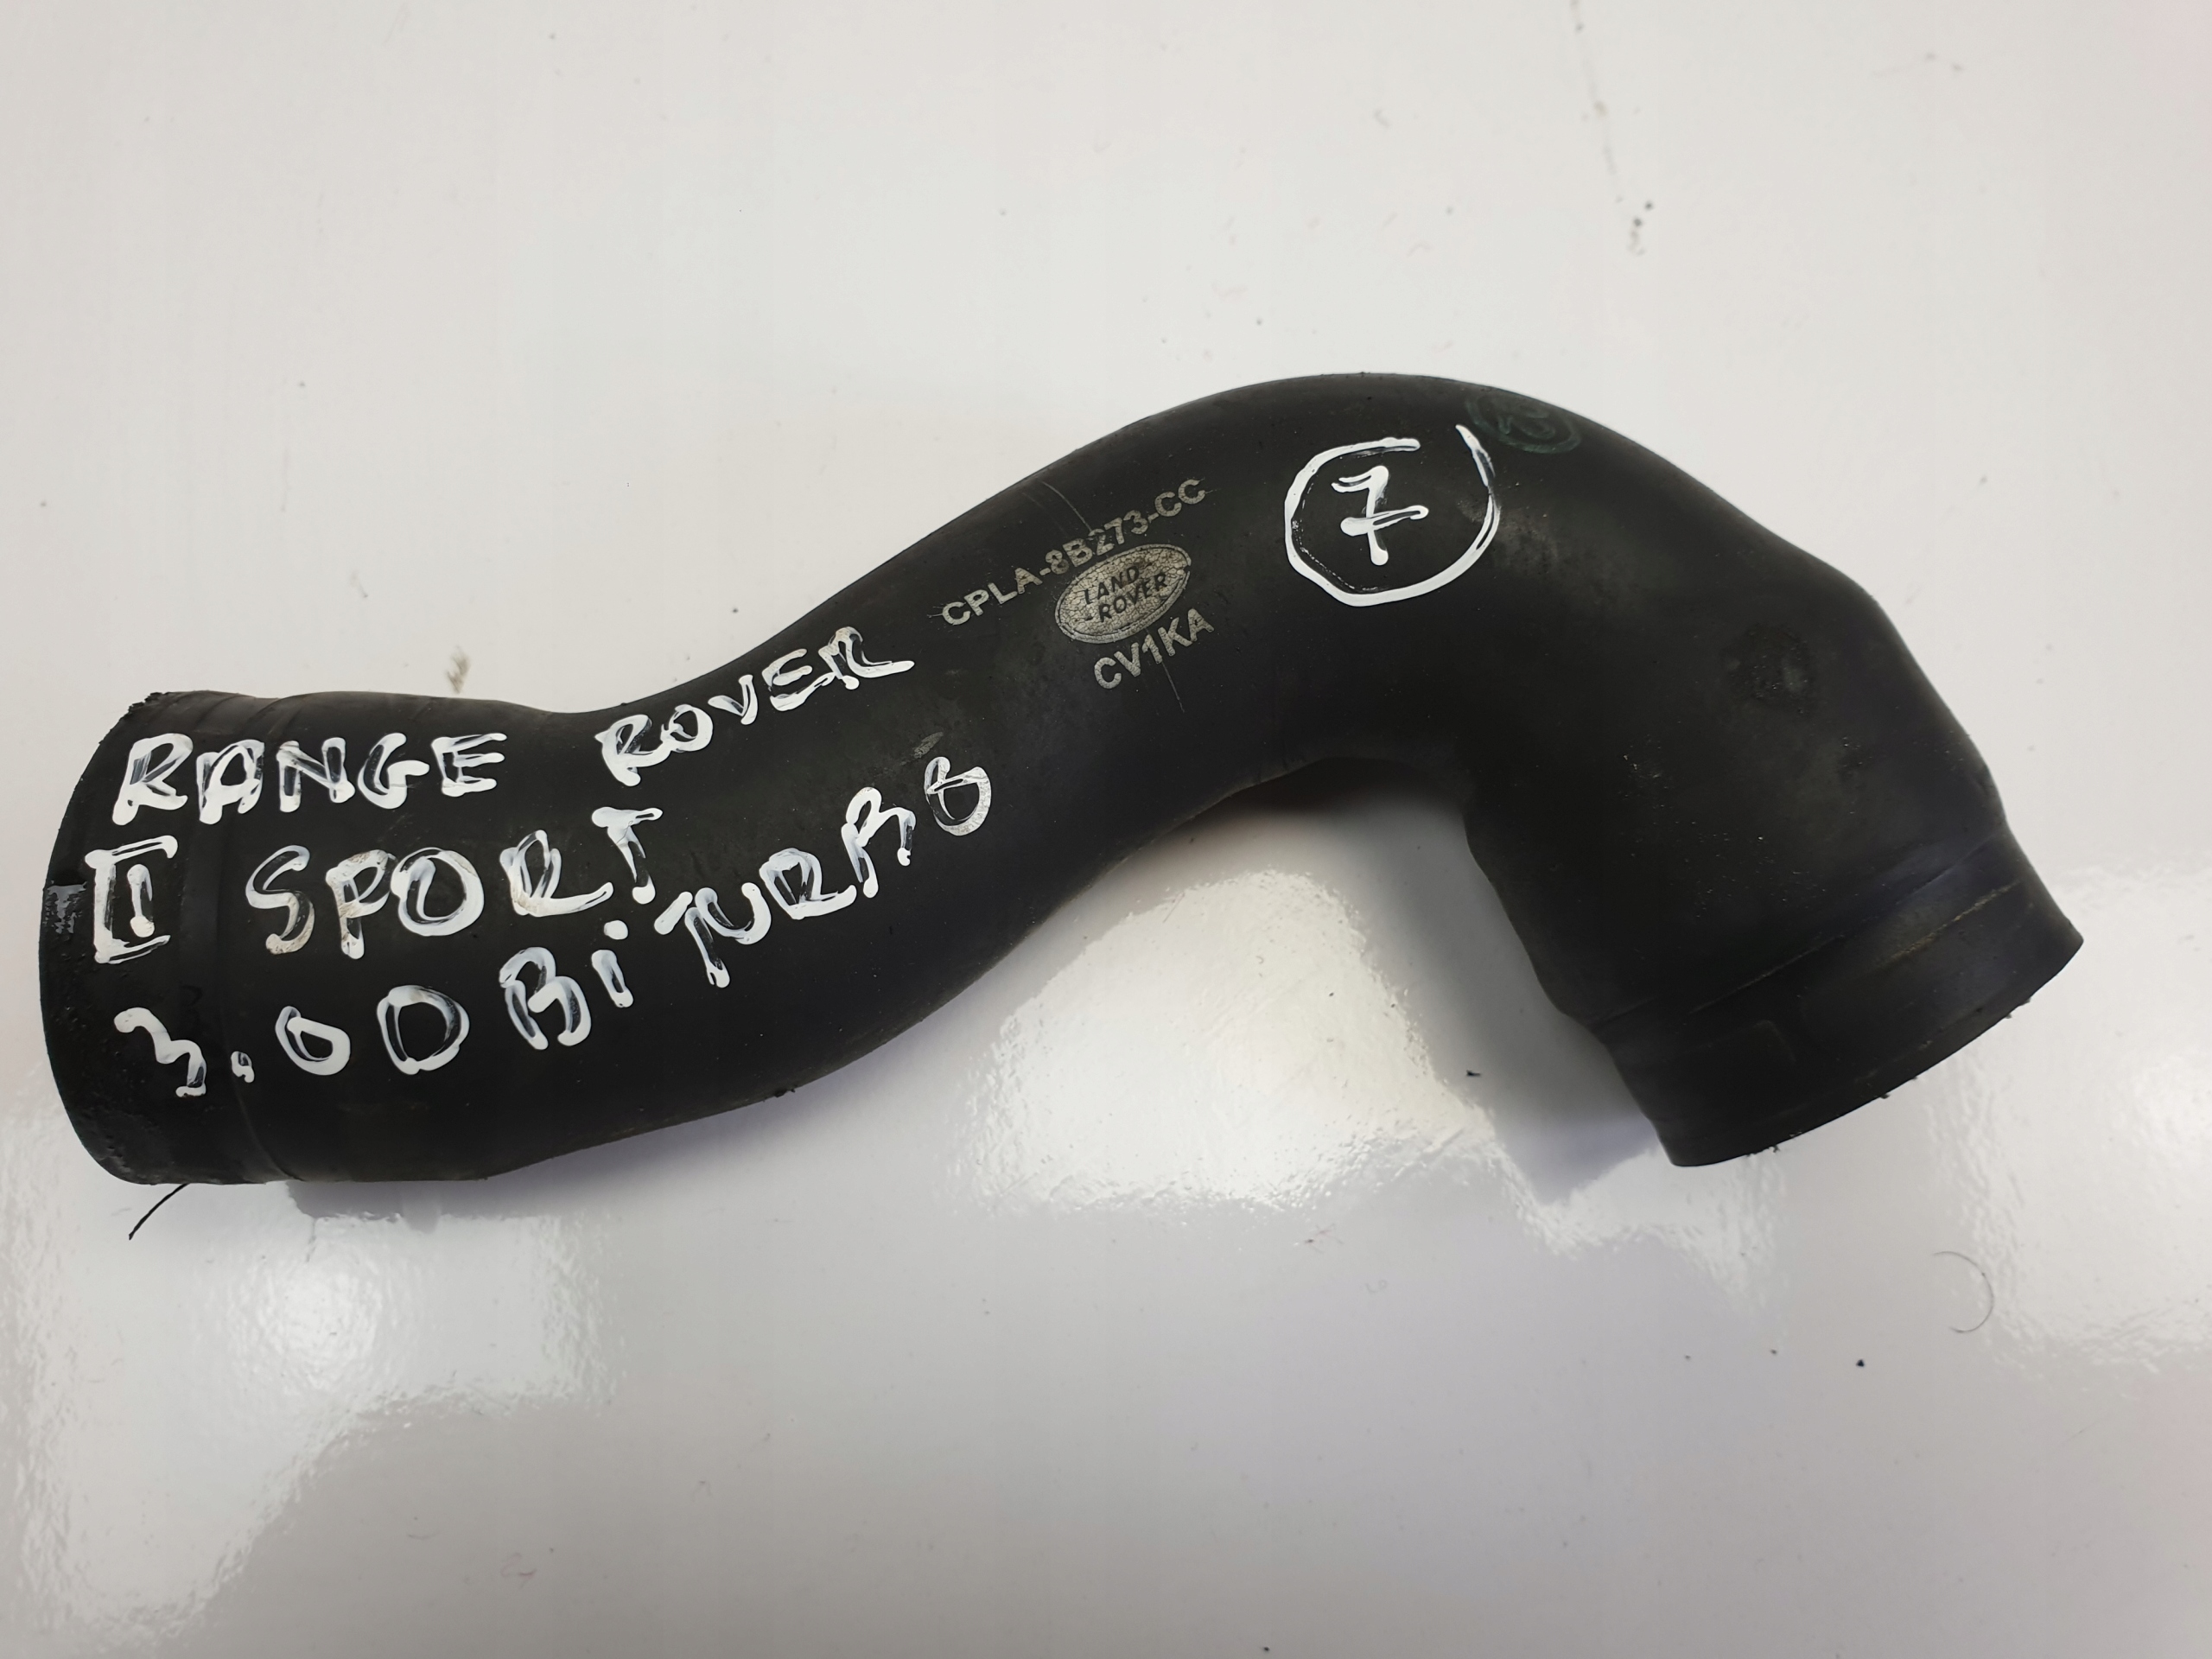 CPLA-8B273-CC
LAND
-ROVER-
CV1KA
7
RANGE ROVER
II SPORT
3.0D BiTURBO